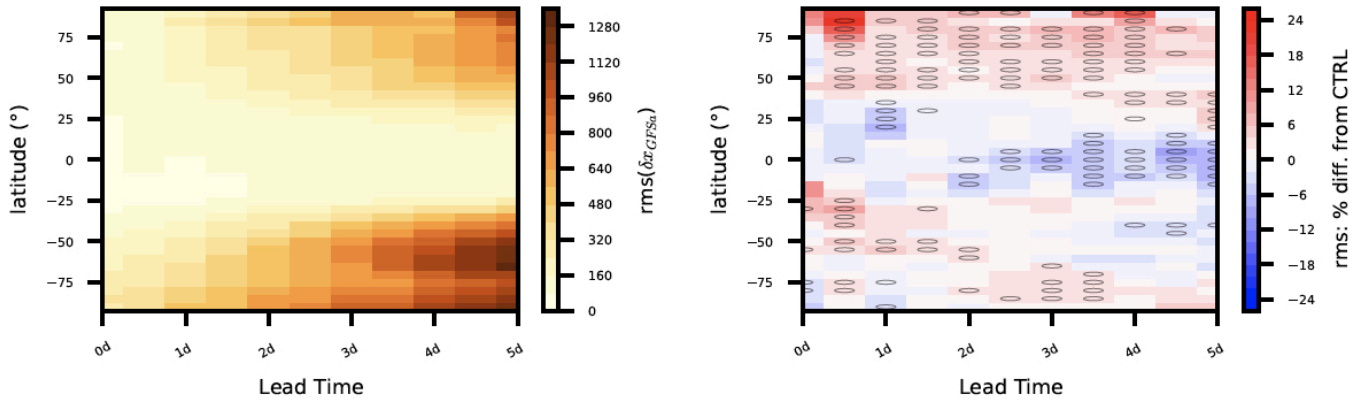 75
50
25
0
−25
−50
−75
latitude (°)
0d
1d
2d
3d
4d
5d
Lead Time
1280
1120
960
800
640
480
320
160
0
rms(δx_GFSa)
75
50
25
0
−25
−50
−75
latitude (°)
0d
1d
2d
3d
4d
5d
Lead Time
24
18
12
6
0
−6
−12
−18
−24
rms: % diff. from CTRL